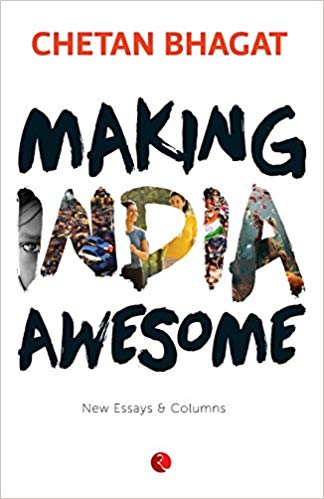 CHETAN BHAGAT
MAKING
INDIA
AWESOME
New Essays & Columns